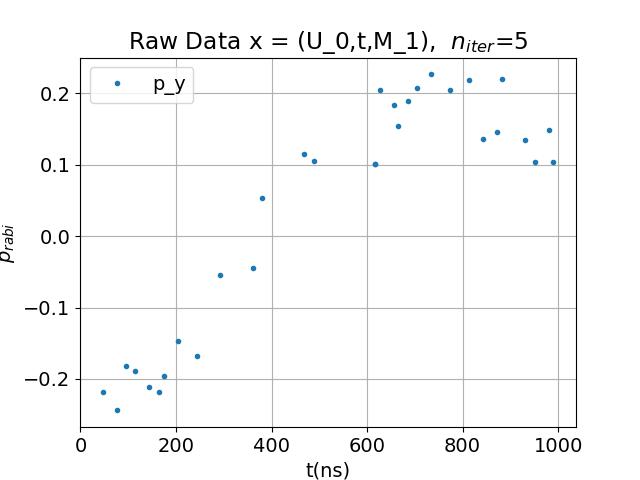 Raw Data x = (U_0,t,M_1), n_iter=5
p_y
0.2
0.1
0.0
−0.1
−0.2
p_rabi
0 200 400 600 800 1000
t(ns)